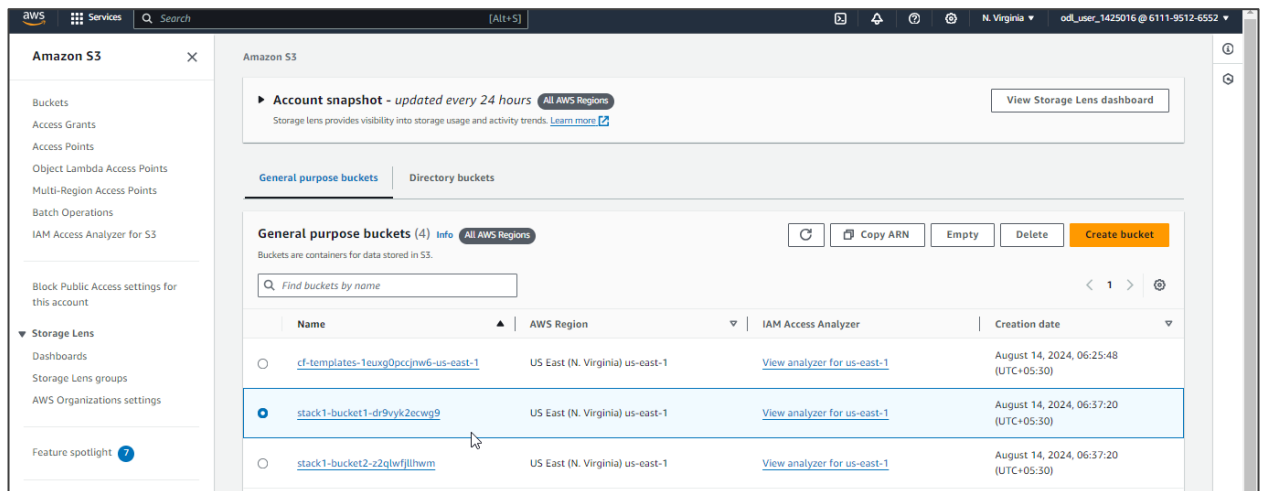 aws
Services
Search
[Alt+S]
N. Virginia ▼
odl_user_1425016 @ 6111-9512-6552 ▼
Amazon S3
Buckets
Access Grants
Access Points
Object Lambda Access Points
Multi-Region Access Points
Batch Operations
IAM Access Analyzer for S3
Block Public Access settings for
this account
Storage Lens
Dashboards
Storage Lens groups
AWS Organizations settings
Feature spotlight 7
Amazon S3
Account snapshot - updated every 24 hours All AWS Regions
Storage lens provides visibility into storage usage and activity trends. Learn more
View Storage Lens dashboard
General purpose buckets
Directory buckets
General purpose buckets (4) Info All AWS Regions
Buckets are containers for data stored in S3.
Copy ARN
Empty
Delete
Create bucket
Find buckets by name
1
Name
AWS Region
IAM Access Analyzer
Creation date
cf-templates-1euxg0pccjnw6-us-east-1
US East (N. Virginia) us-east-1
View analyzer for us-east-1
August 14, 2024, 06:25:48
(UTC+05:30)
stack1-bucket1-dr9vyk2ecwg9
US East (N. Virginia) us-east-1
View analyzer for us-east-1
August 14, 2024, 06:37:20
(UTC+05:30)
stack1-bucket2-z2qlwfjllhwm
US East (N. Virginia) us-east-1
View analyzer for us-east-1
August 14, 2024, 06:37:20
(UTC+05:30)